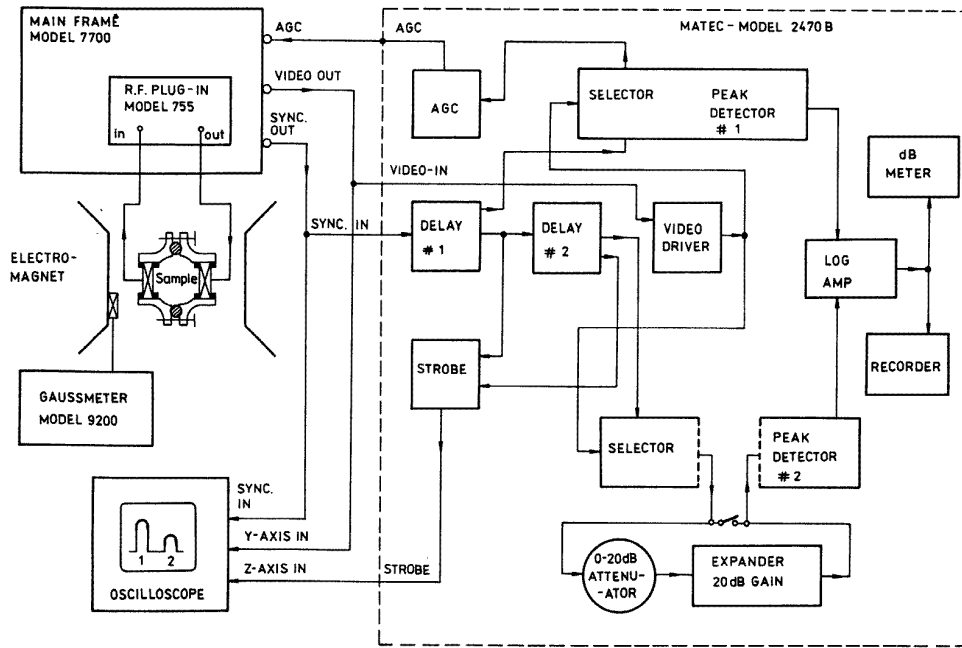 MAIN FRAME
MODEL 7700
R.F. PLUG-IN
MODEL 755
in
out
AGC
VIDEO OUT
SYNC.
OUT
AGC
MATEC-MODEL 2470B
AGC
SELECTOR
PEAK
DETECTOR
# 1
dB
METER
VIDEO-IN
SYNC. IN
DELAY
# 1
DELAY
# 2
VIDEO
DRIVER
LOG
AMP
ELECTRO-
MAGNET
Sample
STROBE
RECORDER
GAUSSMETER
MODEL 9200
SELECTOR
PEAK
DETECTOR
# 2
SYNC.
IN
Y-AXIS IN
Z-AXIS IN
STROBE
1 2
OSCILLOSCOPE
0-20dB
ATTENU-
-ATOR
EXPANDER
20dB GAIN